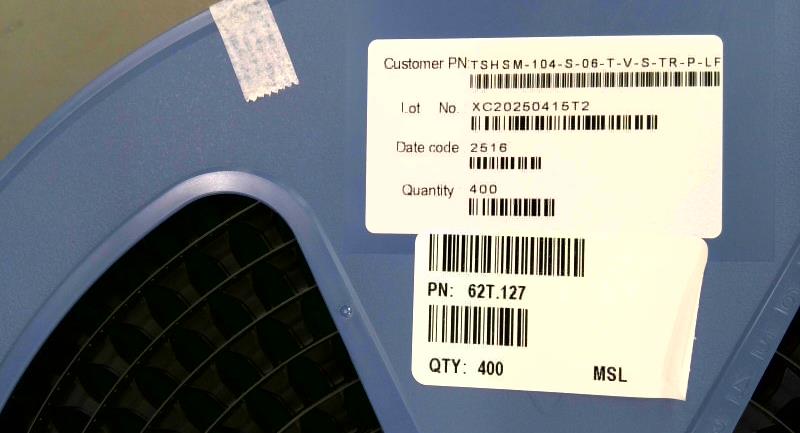 Customer PN:TSHSM-104-S-06-T-V-S-TR-P-LF
Lot No. XC20250415T2
Date code 2516
Quantity 400
PN: 62T.127
QTY: 400 MSL